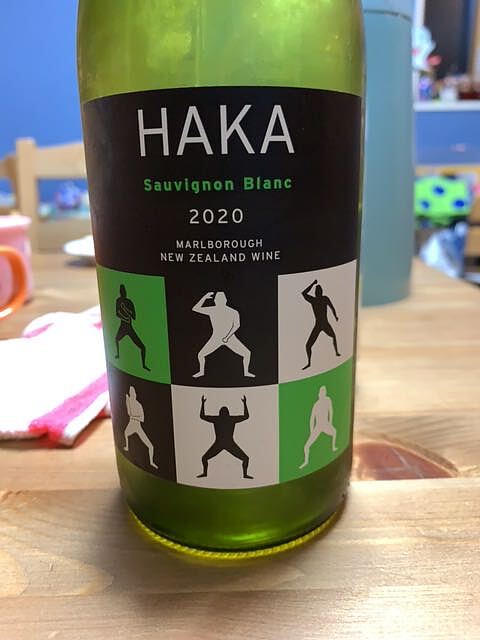 HAKA
Sauvignon Blanc
2020
MARLBOROUGH
NEW ZEALAND WINE